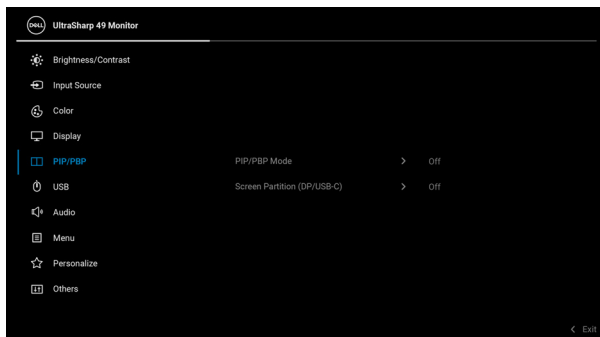 DELL UltraSharp 49 Monitor
Brightness/Contrast
Input Source
Color
Display
PIP/PBP PIP/PBP Mode > Off
USB Screen Partition (DP/USB-C) > Off
Audio
Menu
Personalize
Others
< Exit